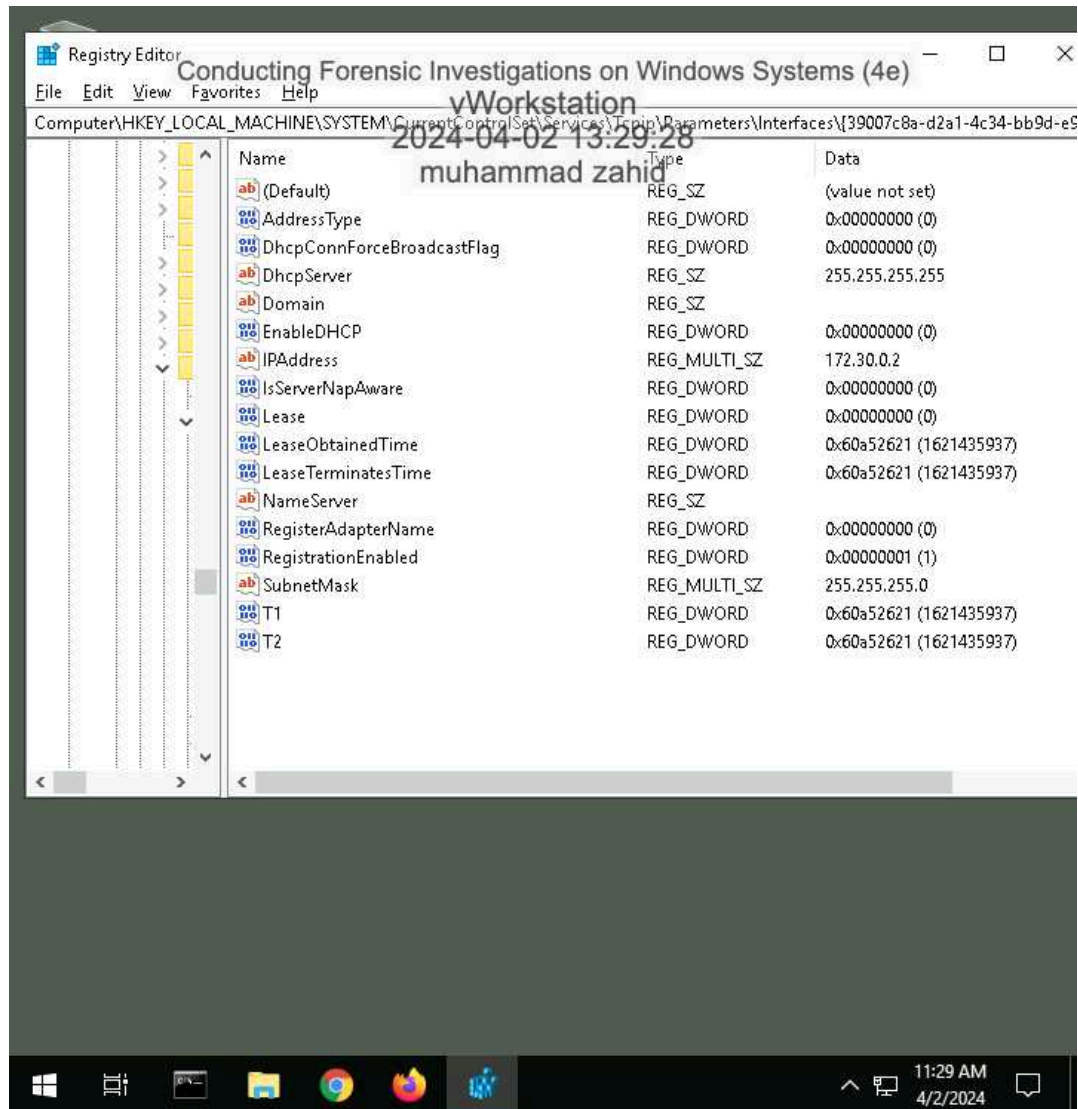 Registry Editor
Conducting Forensic Investigations on Windows Systems (4e)
File Edit View Favorites Help
vWorkstation
Computer\HKEY_LOCAL_MACHINE\SYSTEM\CurrentControlSet\Services\Tcpip\Parameters\Interfaces\{39007c8a-d2a1-4c34-bb9d-e9
2024-04-02 13:29:28
muhammad zahid
Name Type Data
(Default) REG_SZ (value not set)
AddressType REG_DWORD 0x00000000 (0)
DhcpConnForceBroadcastFlag REG_DWORD 0x00000000 (0)
DhcpServer REG_SZ 255.255.255.255
Domain REG_SZ
EnableDHCP REG_DWORD 0x00000000 (0)
IPAddress REG_MULTI_SZ 172.30.0.2
IsServerNapAware REG_DWORD 0x00000000 (0)
Lease REG_DWORD 0x00000000 (0)
LeaseObtainedTime REG_DWORD 0x60a52621 (1621435937)
LeaseTerminatesTime REG_DWORD 0x60a52621 (1621435937)
NameServer REG_SZ
RegisterAdapterName REG_DWORD 0x00000000 (0)
RegistrationEnabled REG_DWORD 0x00000001 (1)
SubnetMask REG_MULTI_SZ 255.255.255.0
T1 REG_DWORD 0x60a52621 (1621435937)
T2 REG_DWORD 0x60a52621 (1621435937)
11:29 AM
4/2/2024